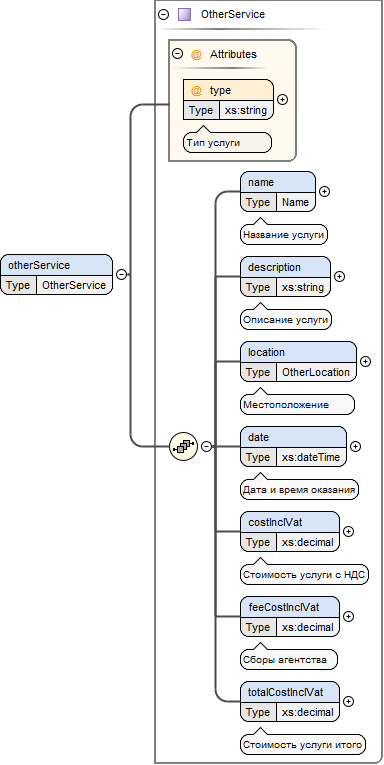 OtherService
@ Attributes
@ type
Type xs:string
Тип услуги
name
Type Name
Название услуги
description
Type xs:string
Описание услуги
otherService
Type OtherService
location
Type OtherLocation
Местоположение
date
Type xs:dateTime
Дата и время оказания
costInclVat
Type xs:decimal
Стоимость услуги с НДС
feeCostInclVat
Type xs:decimal
Сборы агентства
totalCostInclVat
Type xs:decimal
Стоимость услуги итого